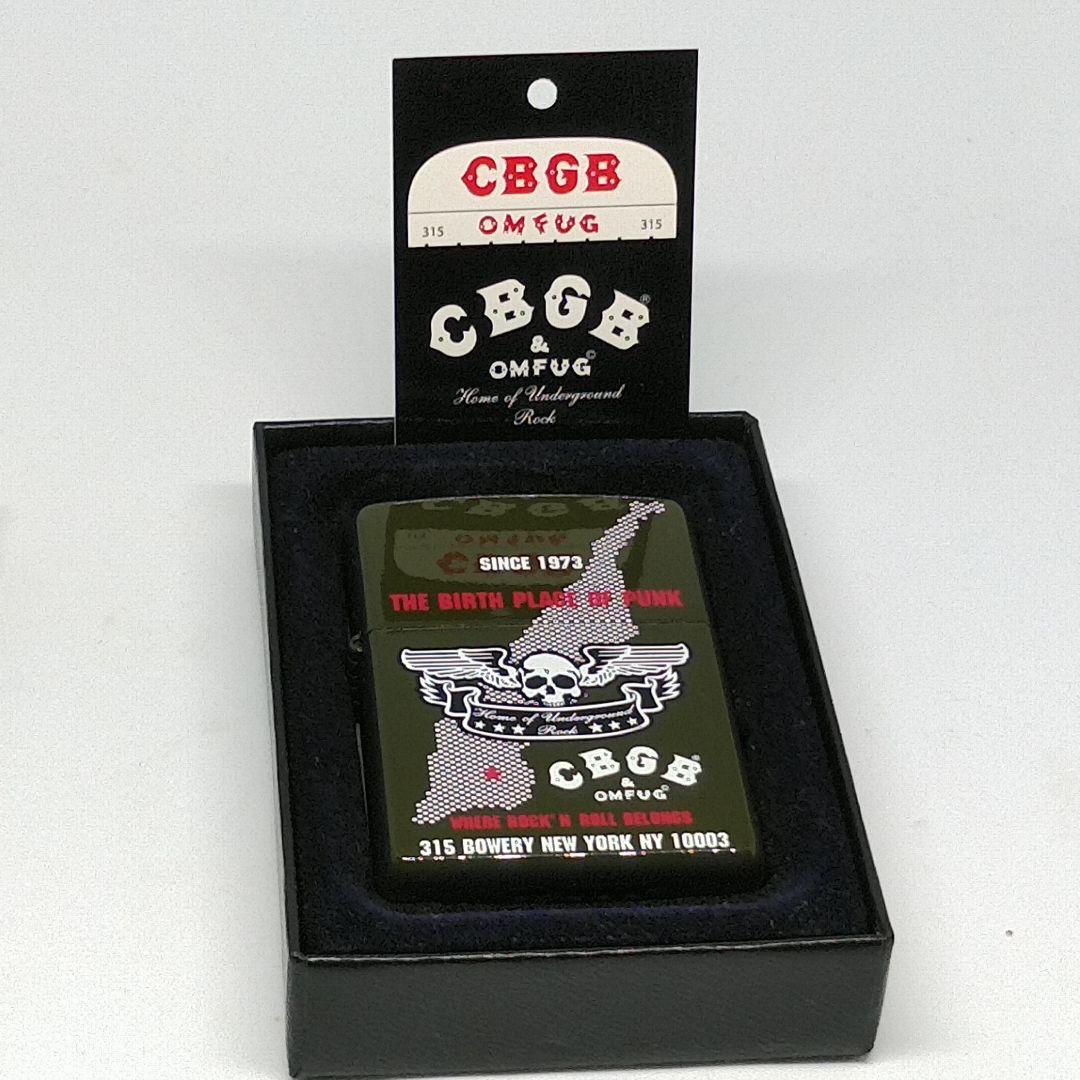 CBGB
315 OMFUG 315
CBGB®
&
OMFUG©
Home of Underground
Rock
SINCE 1973
THE BIRTH PLACE OF PUNK
Home of Underground
Rock
CBGB®
&
OMFUG©
WHERE ROCK'N ROLL BELONGS
315 BOWERY NEW YORK NY 10003